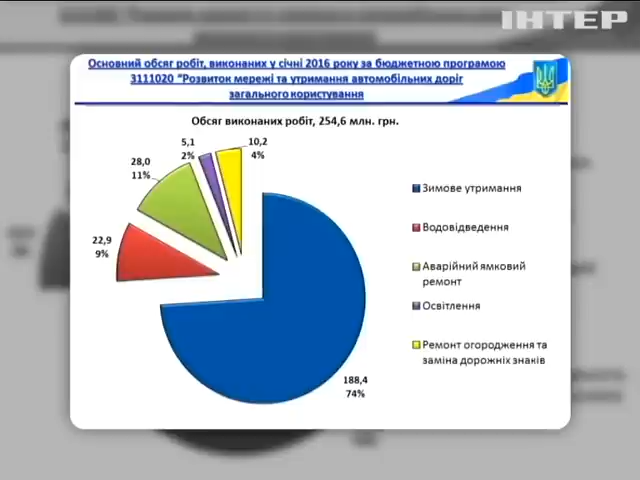 ІНТЕР
Основний обсяг робіт, виконаних у січні 2016 року за бюджетною програмою
3111020 "Розвиток мережі та утримання автомобільних доріг
загального користування
Обсяг виконаних робіт, 254,6 млн. грн.
5,1
2%
10,2
4%
28,0
11%
22,9
9%
188,4
74%
Зимове утримання
Водовідведення
Аварійний ямковий
ремонт
Освітлення
Ремонт огородження та
заміна дорожніх знаків